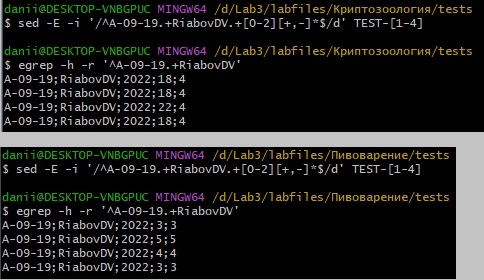 danii@DESKTOP-VNBGPUC MINGW64 /d/Lab3/labfiles/Криптозоология/tests
$ sed -E -i '/^A-09-19.+RiabovDV.+[0-2][+,-]*$/d' TEST-[1-4]
danii@DESKTOP-VNBGPUC MINGW64 /d/Lab3/labfiles/Криптозоология/tests
$ egrep -h -r '^A-09-19.+RiabovDV'
A-09-19;RiabovDV;2022;18;4
A-09-19;RiabovDV;2022;18;4
A-09-19;RiabovDV;2022;22;4
A-09-19;RiabovDV;2022;18;4
danii@DESKTOP-VNBGPUC MINGW64 /d/Lab3/labfiles/Пивоварение/tests
$ sed -E -i '/^A-09-19.+RiabovDV.+[0-2][+,-]*$/d' TEST-[1-4]
danii@DESKTOP-VNBGPUC MINGW64 /d/Lab3/labfiles/Пивоварение/tests
$ egrep -h -r '^A-09-19.+RiabovDV'
A-09-19;RiabovDV;2022;3;3
A-09-19;RiabovDV;2022;5;5
A-09-19;RiabovDV;2022;4;4
A-09-19;RiabovDV;2022;3;3